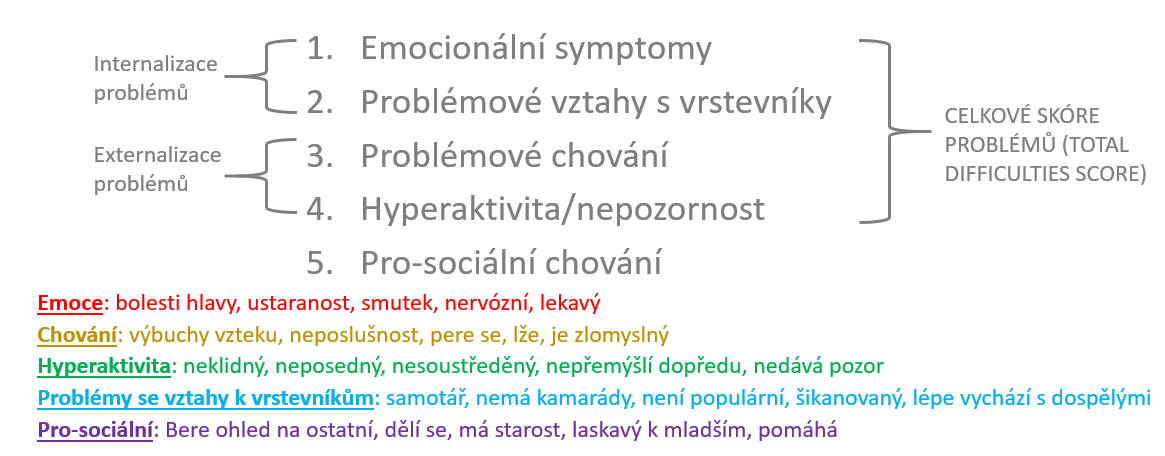 Internalizace
problémů
Externalizace
problémů
1. Emocionální symptomy
2. Problémové vztahy s vrstevníky
3. Problémové chování
4. Hyperaktivita/nepozornost
5. Pro-sociální chování
CELKOVÉ SKÓRE
PROBLÉMŮ (TOTAL
DIFFICULTIES SCORE)
Emoce: bolesti hlavy, ustaranost, smutek, nervózní, lekavý
Chování: výbuchy vzteku, neposlušnost, pere se, lže, je zlomyslný
Hyperaktivita: neklidný, neposedný, nesoustředěný, nepřemýšlí dopředu, nedává pozor
Problémy se vztahy k vrstevníkům: samotář, nemá kamarády, není populární, šikanovaný, lépe vychází s dospělými
Pro-sociální: Bere ohled na ostatní, dělí se, má starost, laskavý k mladším, pomáhá